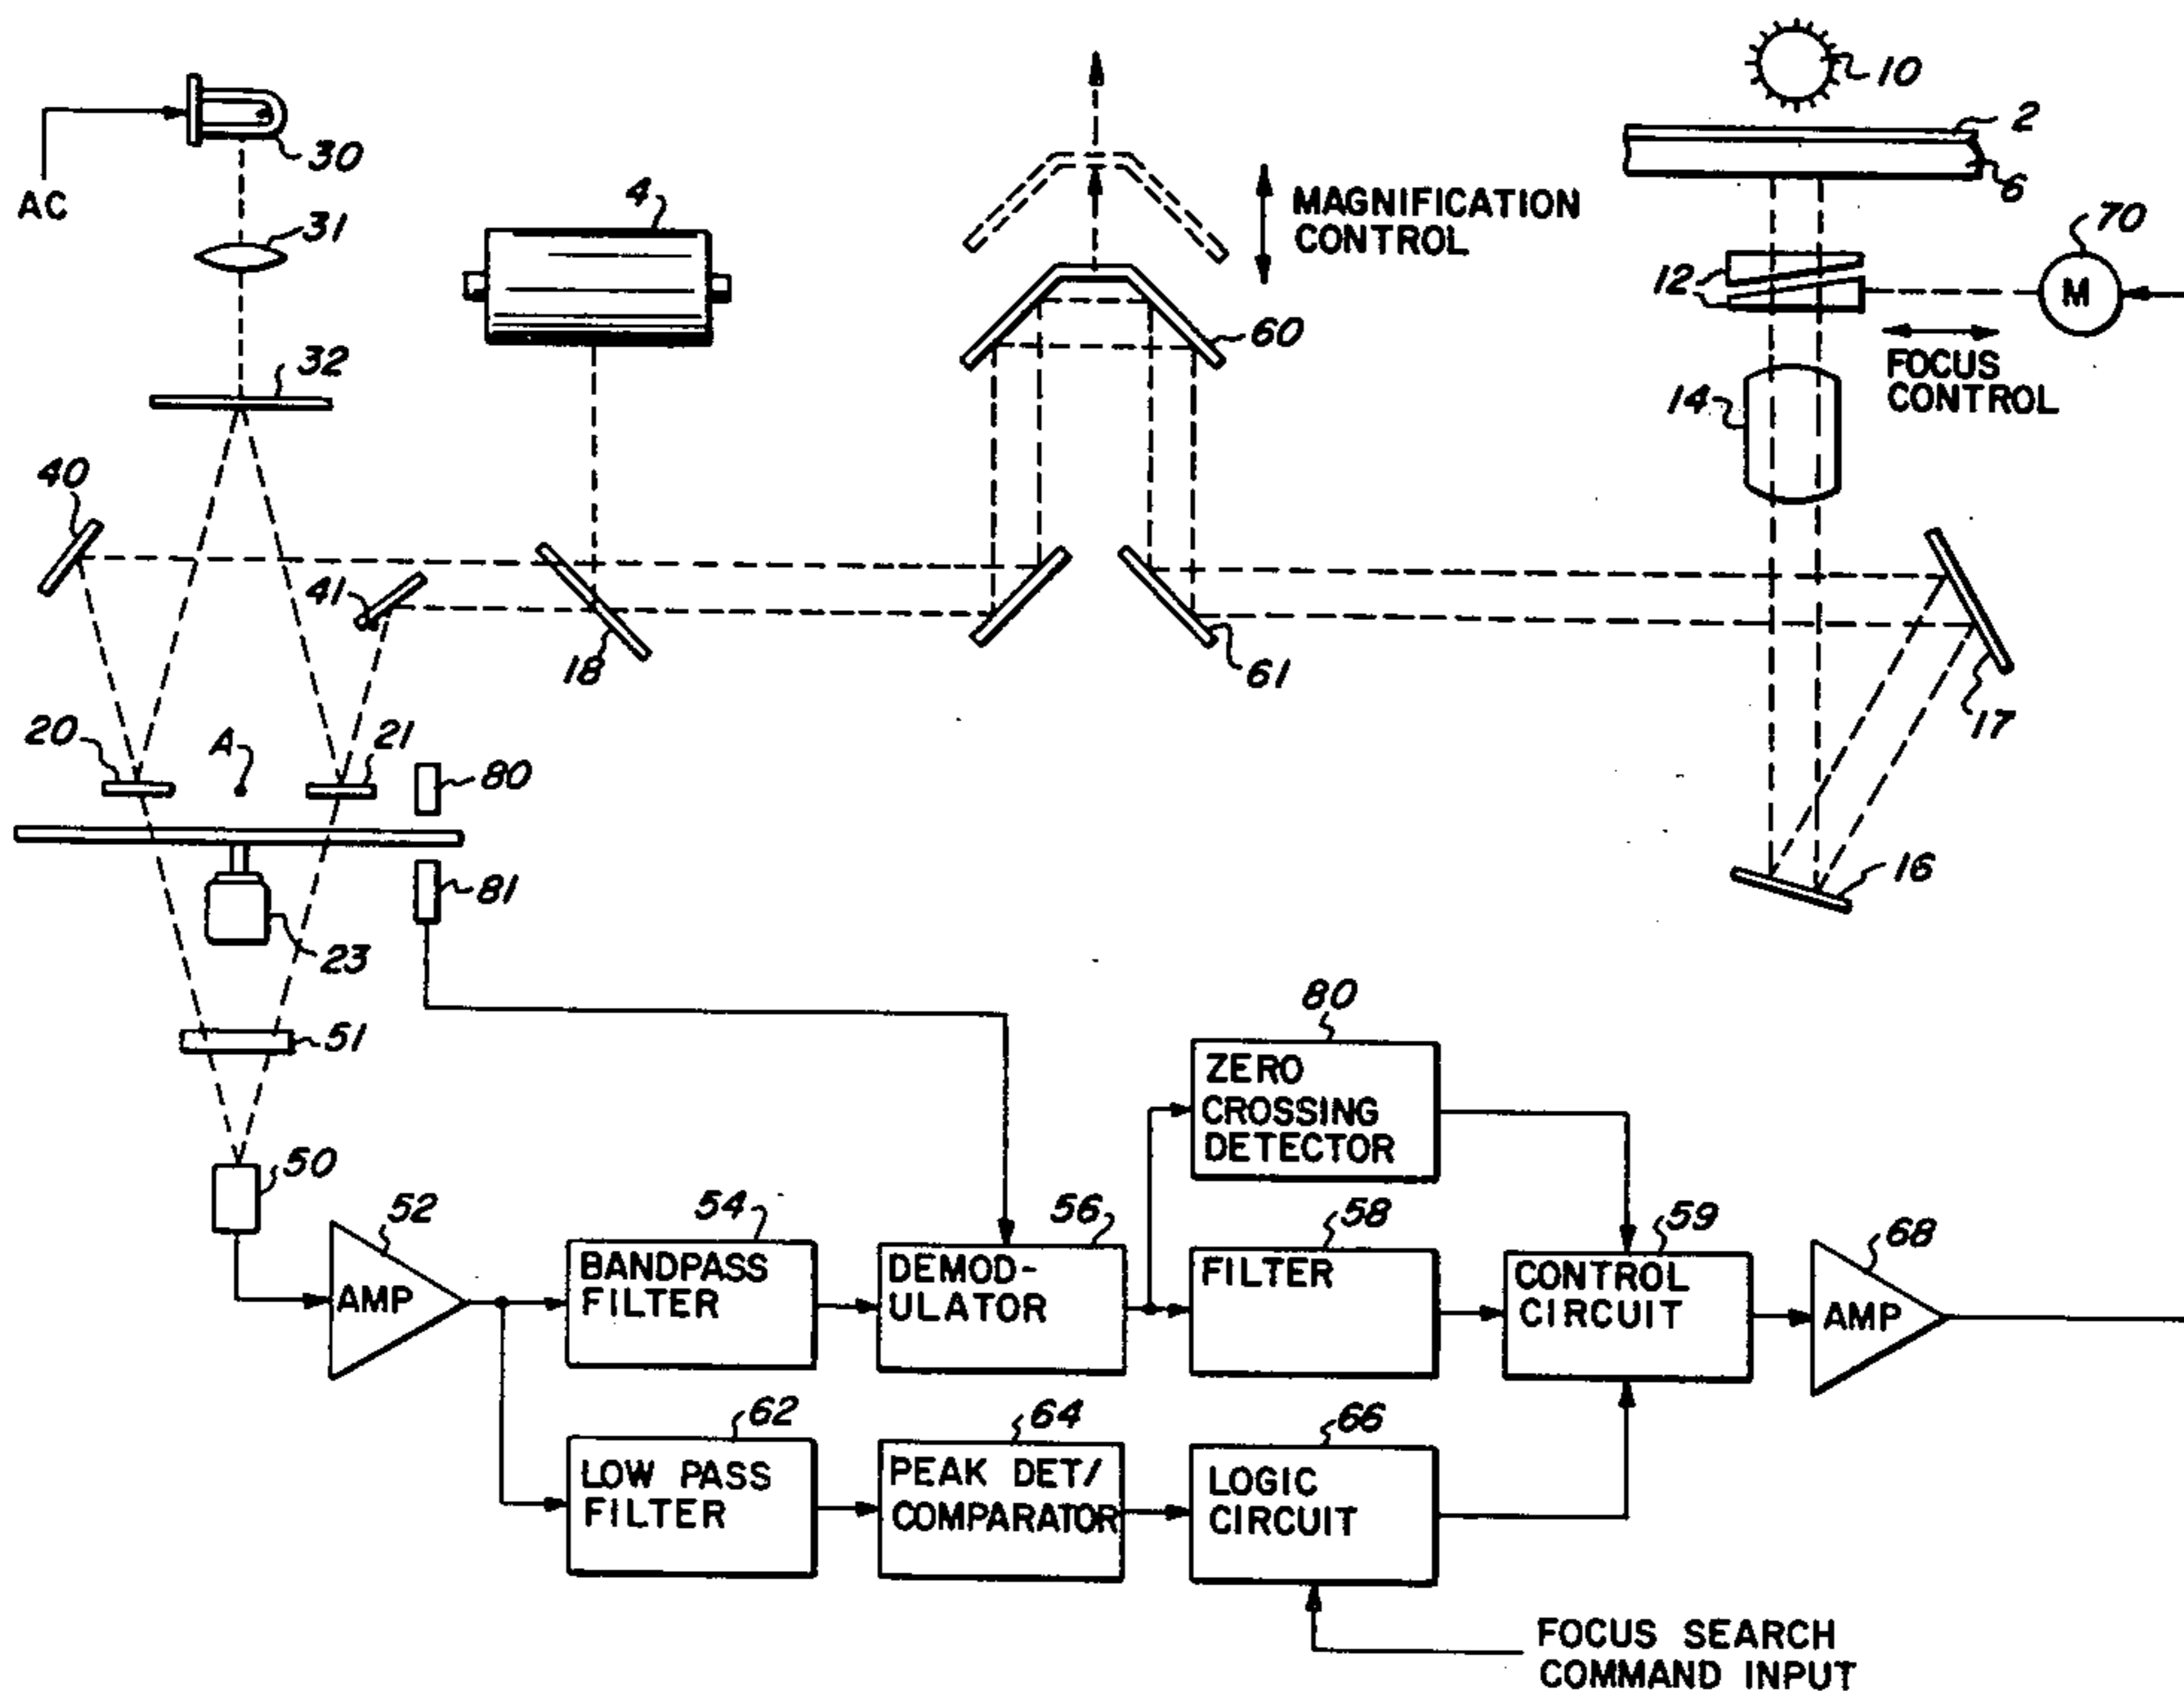 10
2
6
30
AC
31
4
MAGNIFICATION
CONTROL
70
12
M
60
FOCUS
CONTROL
32
14
40
41
18
61
17
20
A
21
80
81
16
23
51
80
ZERO
CROSSING
DETECTOR
50
52
AMP
54
BANDPASS
FILTER
56
DEMOD-
ULATOR
58
FILTER
59
CONTROL
CIRCUIT
68
AMP
62
LOW PASS
FILTER
64
PEAK DET/
COMPARATOR
66
LOGIC
CIRCUIT
FOCUS SEARCH
COMMAND INPUT